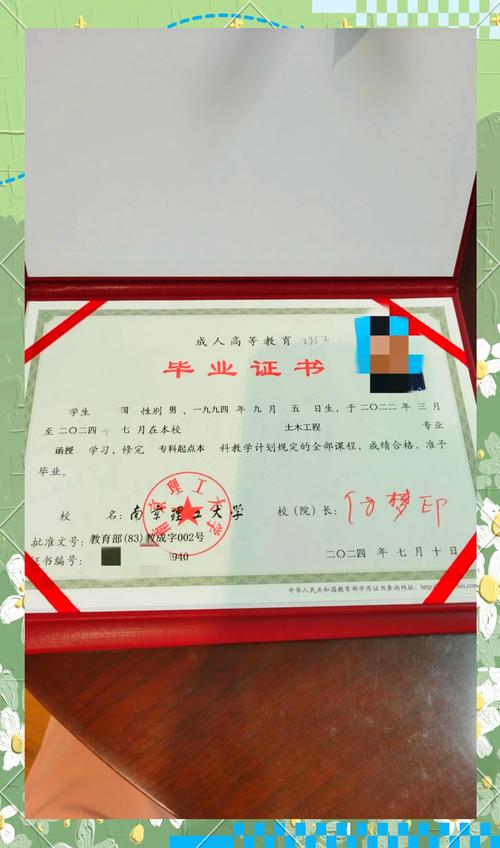 成人高等教育 2352
毕业证书
学生 国 性别 男 、一九九四 年 九 月 五 日生,于二〇二二 年 三 月
至 二〇二四 年 七 月在本校 土木工程 专业
函授 学习,修完 专科起点本 科教学计划规定的全部课程,成绩合格、准予
毕业。
南京理工大学
校 名:南京理工大学 校(院)长:
批准文号:教育部(83)教成字002号
证书编号: 940
二〇二四 年 七 月 十 日
中华人民共和国教育部学历证书查询网址: